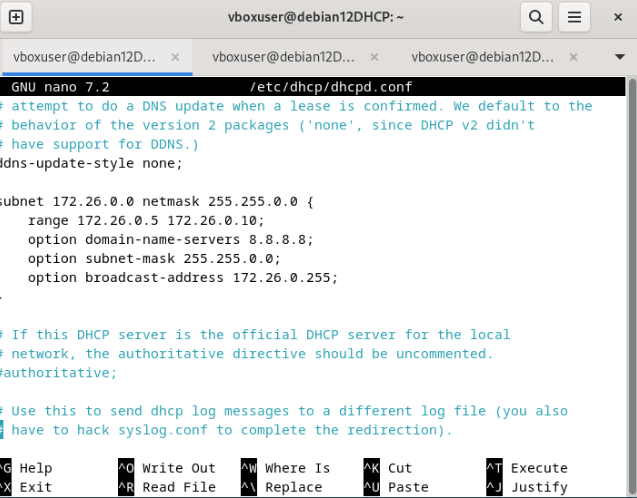 vboxuser@debian12DHCP: ~
vboxuser@debian12D... × vboxuser@debian12D... × vboxuser@debian12D... ×
GNU nano 7.2 /etc/dhcp/dhcpd.conf
# attempt to do a DNS update when a lease is confirmed. We default to the
# behavior of the version 2 packages ('none', since DHCP v2 didn't
# have support for DDNS.)
ddns-update-style none;
subnet 172.26.0.0 netmask 255.255.0.0 {
range 172.26.0.5 172.26.0.10;
option domain-name-servers 8.8.8.8;
option subnet-mask 255.255.0.0;
option broadcast-address 172.26.0.255;
}
# If this DHCP server is the official DHCP server for the local
# network, the authoritative directive should be uncommented.
#authoritative;
# Use this to send dhcp log messages to a different log file (you also
# have to hack syslog.conf to complete the redirection).
^G Help ^O Write Out ^W Where Is ^K Cut ^T Execute
^X Exit ^R Read File ^\ Replace ^U Paste ^J Justify